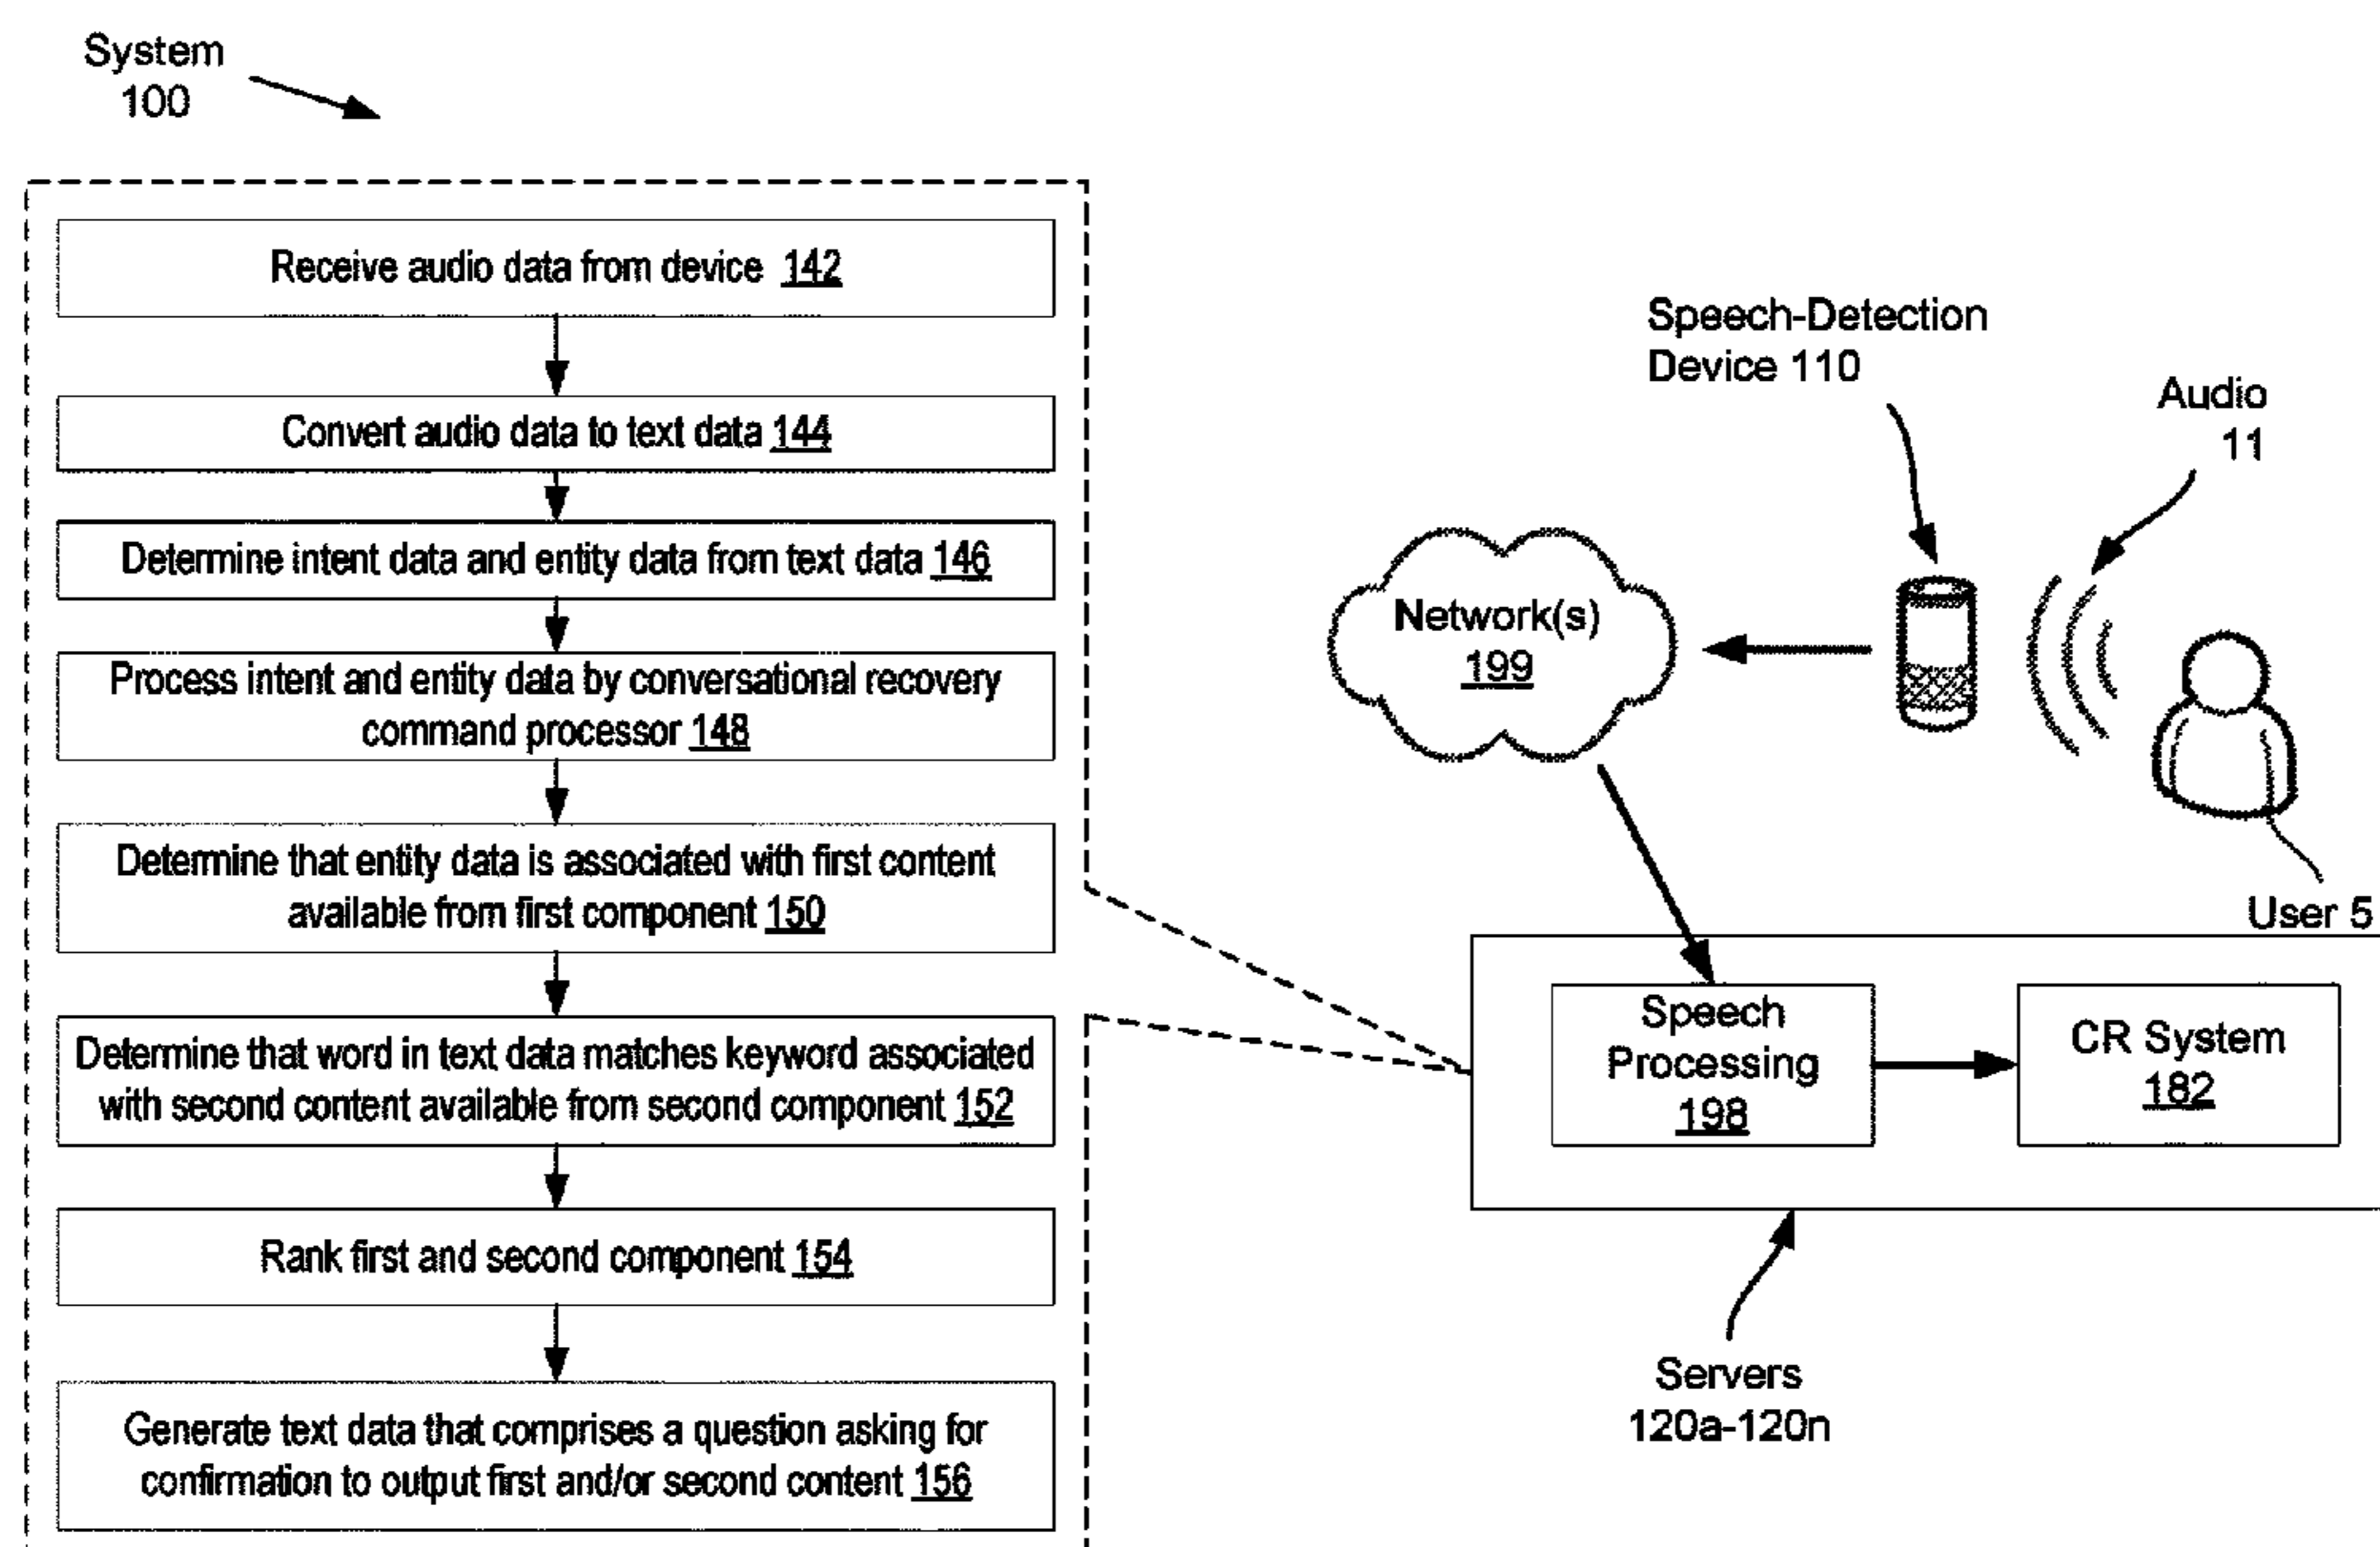 System
100
Receive audio data from device 142
Convert audio data to text data 144
Determine intent data and entity data from text data 146
Process intent and entity data by conversational recovery
command processor 148
Determine that entity data is associated with first content
available from first component 150
Determine that word in text data matches keyword associated
with second content available from second component 152
Rank first and second component 154
Generate text data that comprises a question asking for
confirmation to output first and/or second content 156
Speech-Detection
Device 110
Audio
11
Network(s)
199
User 5
Speech
Processing
198
CR System
182
Servers
120a-120n